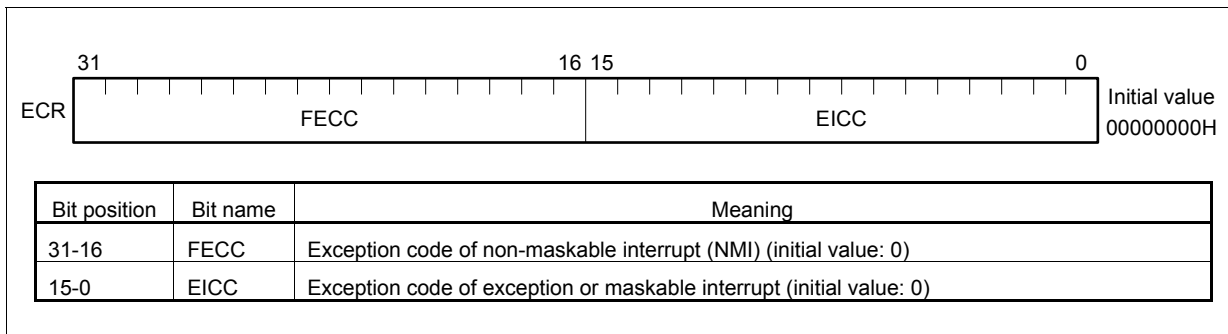 31 16 15 0
ECR FECC EICC Initial value
00000000H
Bit position Bit name Meaning
31-16 FECC Exception code of non-maskable interrupt (NMI) (initial value: 0)
15-0 EICC Exception code of exception or maskable interrupt (initial value: 0)